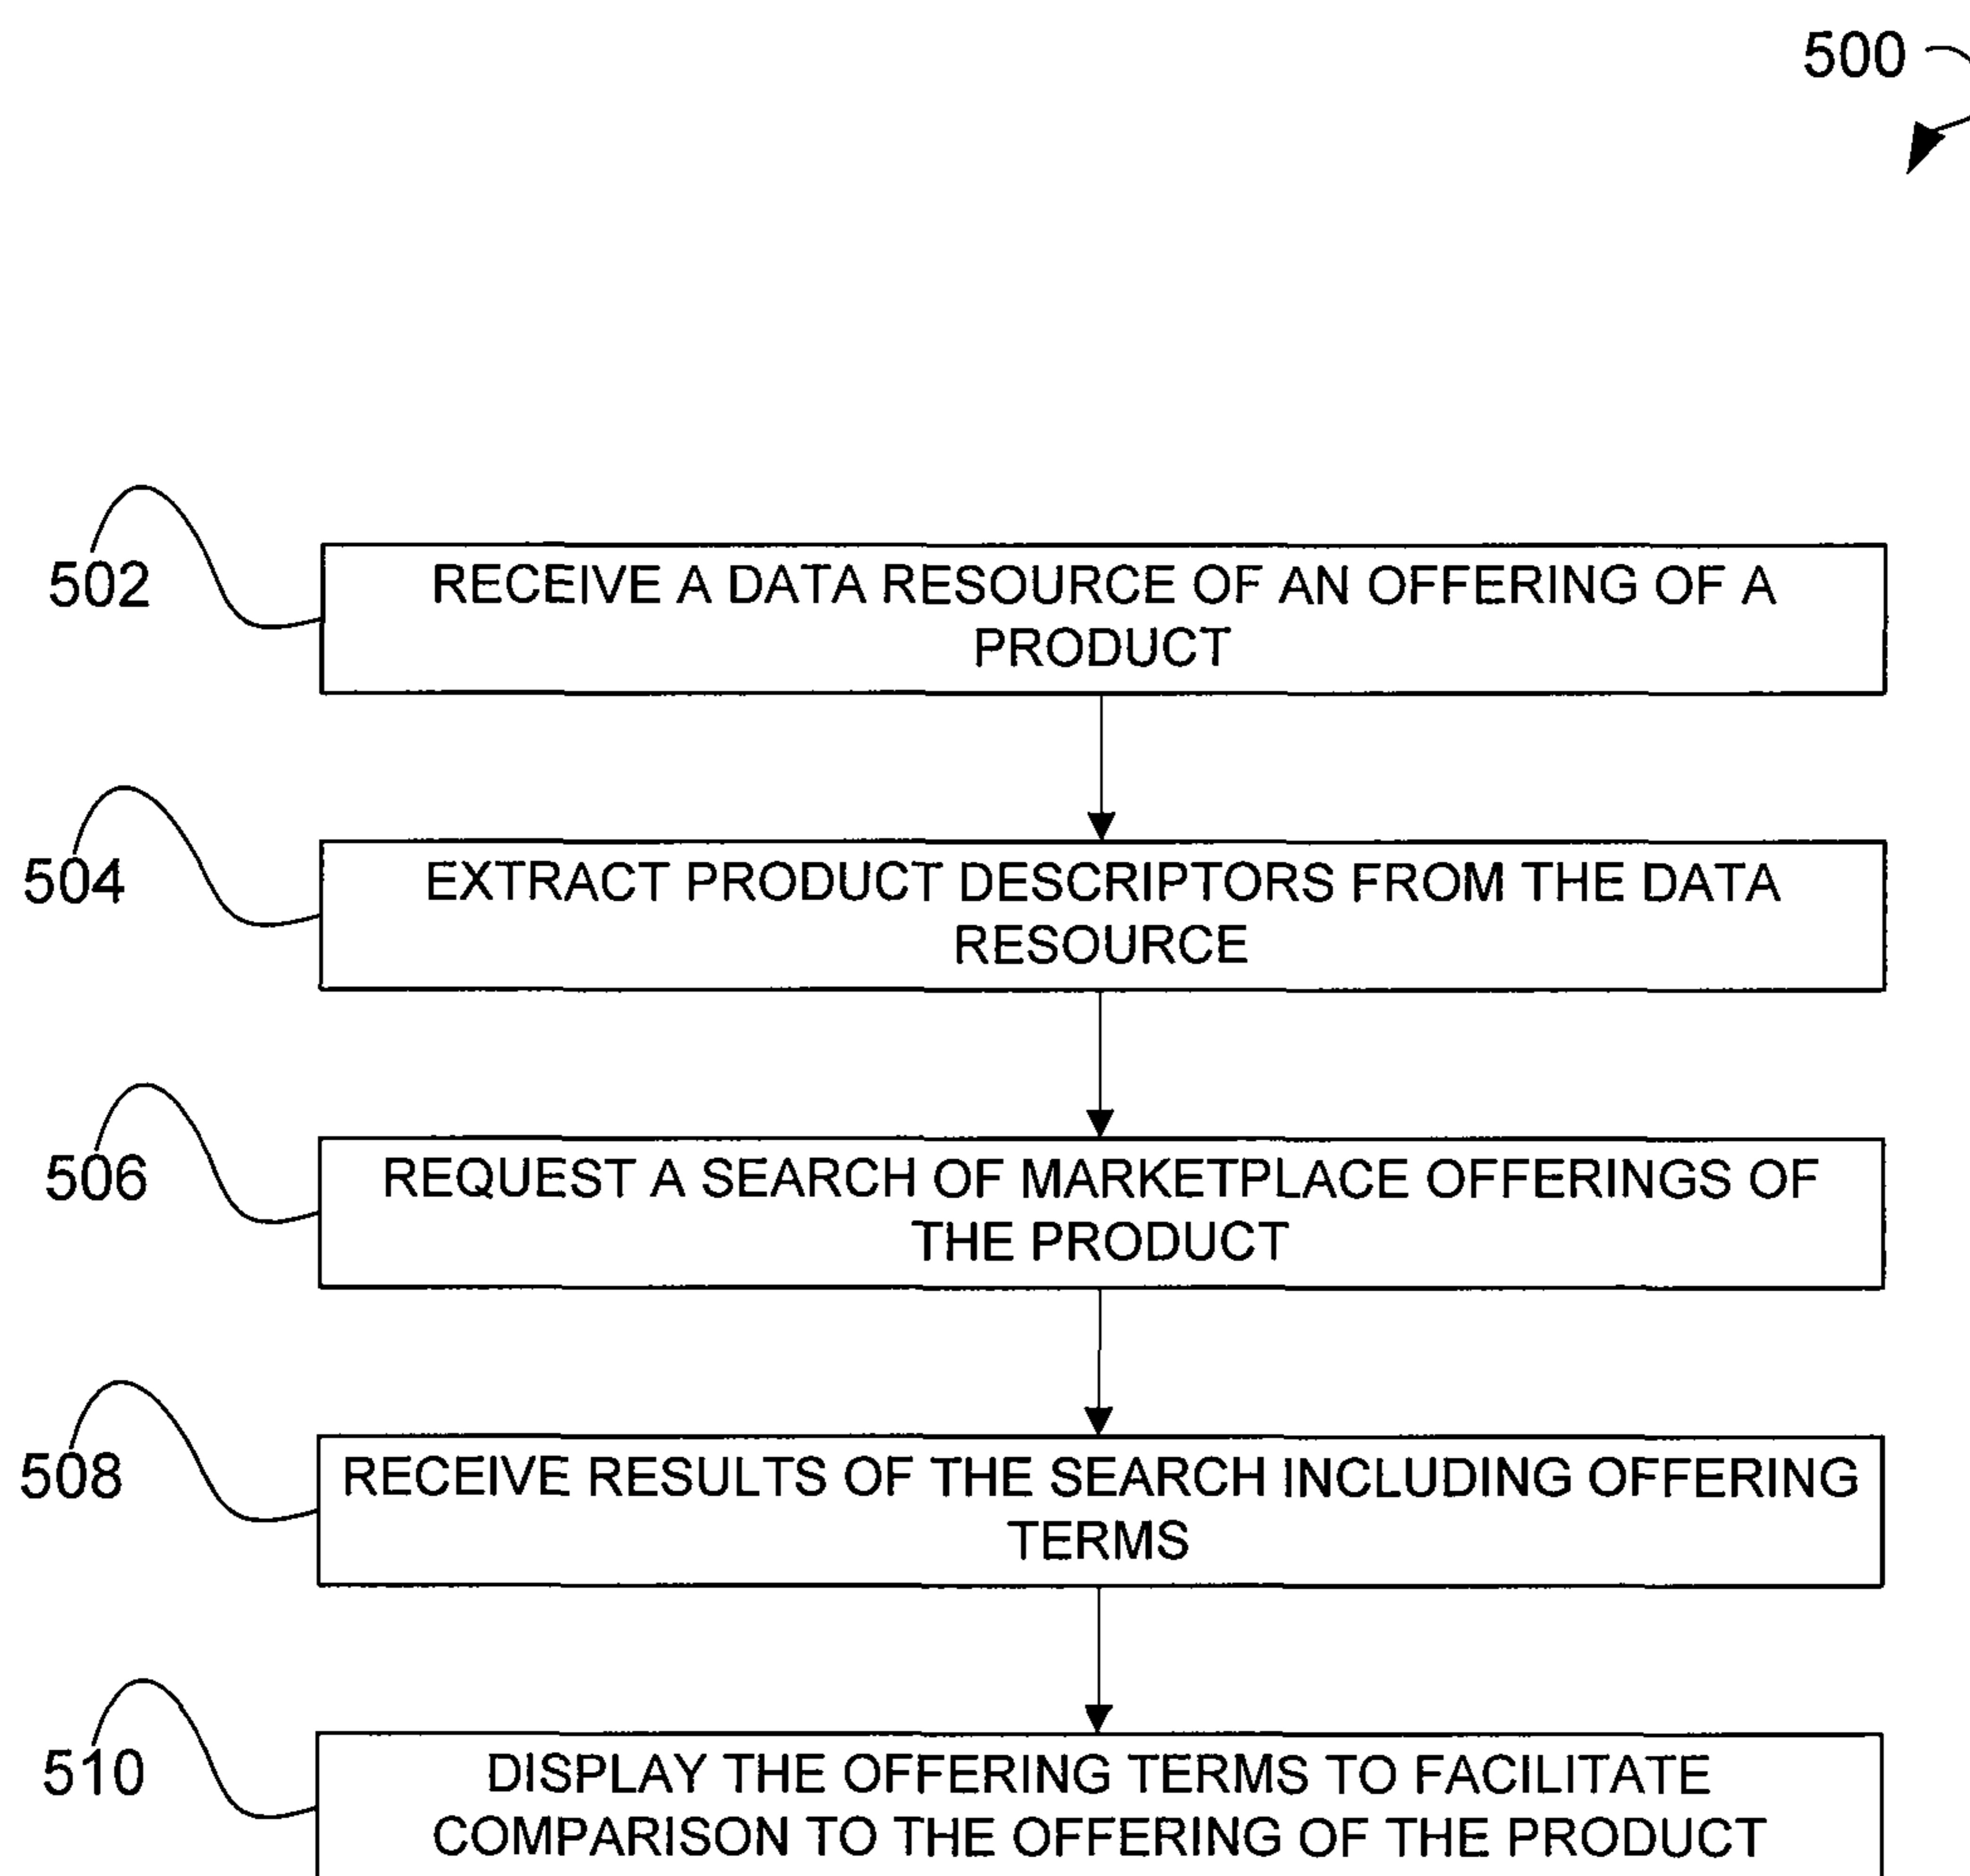 500
502
RECEIVE A DATA RESOURCE OF AN OFFERING OF A
PRODUCT
504
EXTRACT PRODUCT DESCRIPTORS FROM THE DATA
RESOURCE
506
REQUEST A SEARCH OF MARKETPLACE OFFERINGS OF
THE PRODUCT
508
RECEIVE RESULTS OF THE SEARCH INCLUDING OFFERING
TERMS
510
DISPLAY THE OFFERING TERMS TO FACILITATE
COMPARISON TO THE OFFERING OF THE PRODUCT